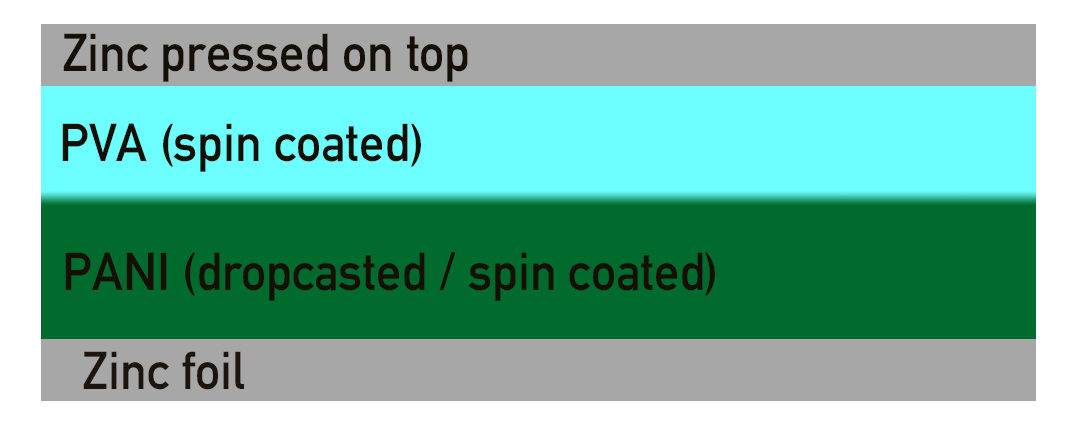 Zinc pressed on top
PVA (spin coated)
PANI (dropcasted / spin coated)
Zinc foil